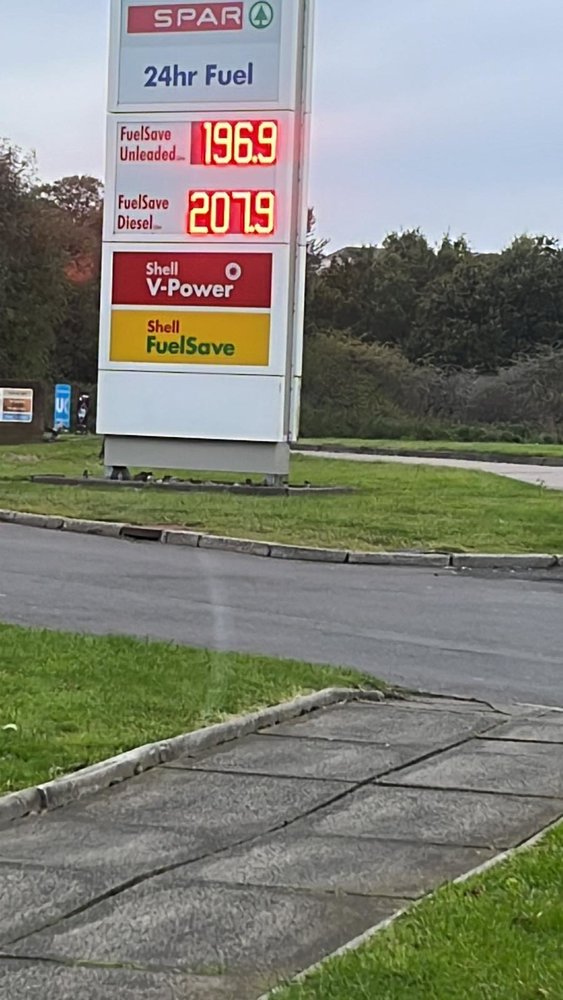 SPAR
24hr Fuel
FuelSave
Unleaded
196.9
FuelSave
Diesel
207.9
Shell
V-Power
Shell
FuelSave